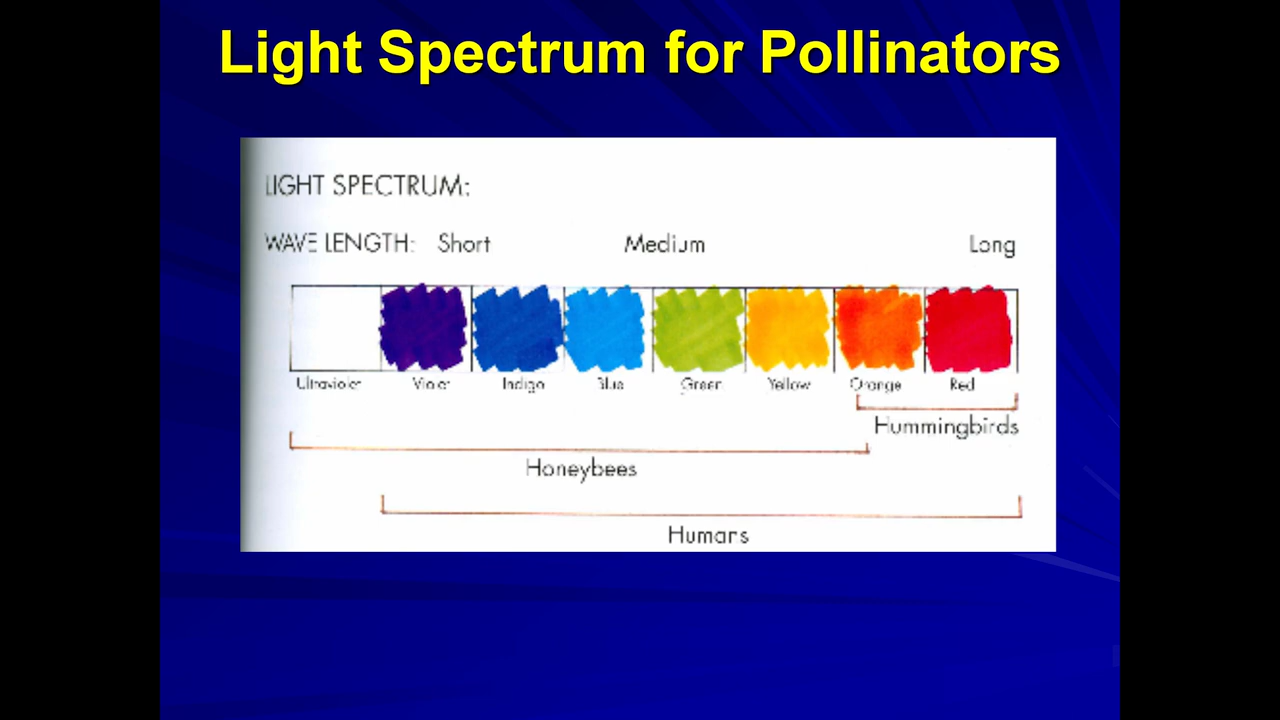 Light Spectrum for Pollinators
LIGHT SPECTRUM:
WAVE LENGTH: Short Medium Long
Ultraviolet Violet Indigo Blue Green Yellow Orange Red
Hummingbirds
Honeybees
Humans